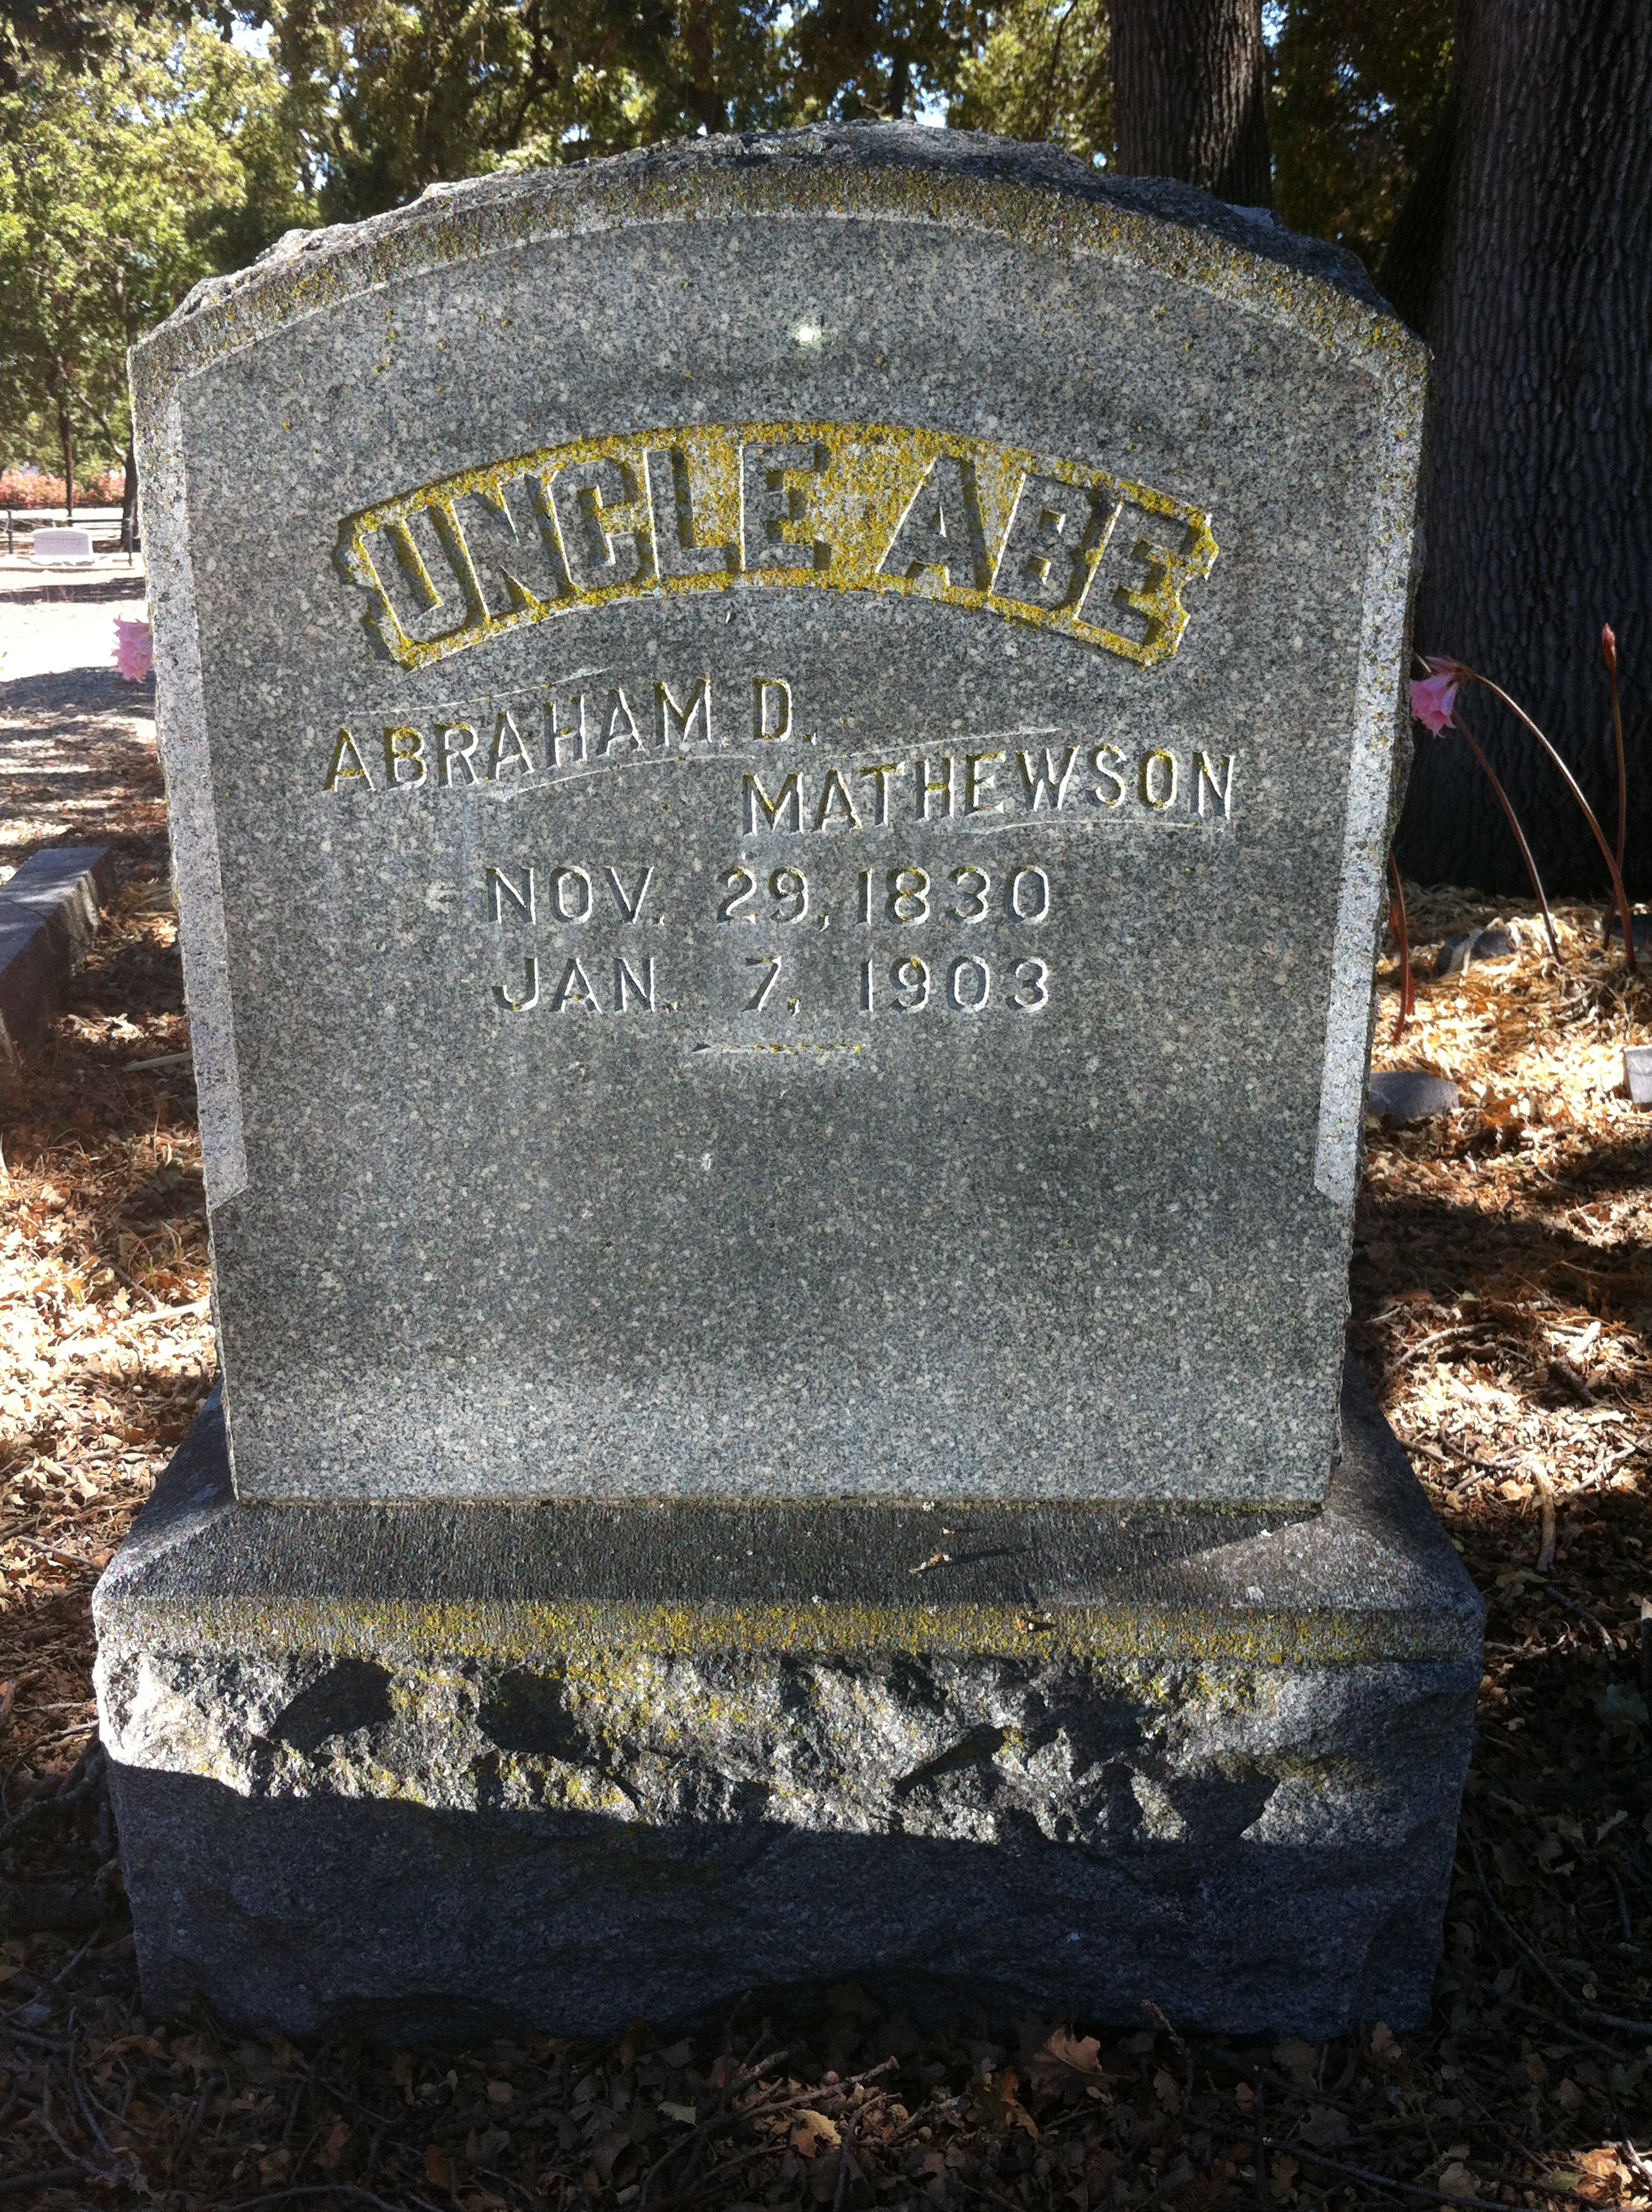 UNCLE ABE
ABRAHAM D.
MATHEWSON
NOV. 29, 1830
JAN. 7, 1903